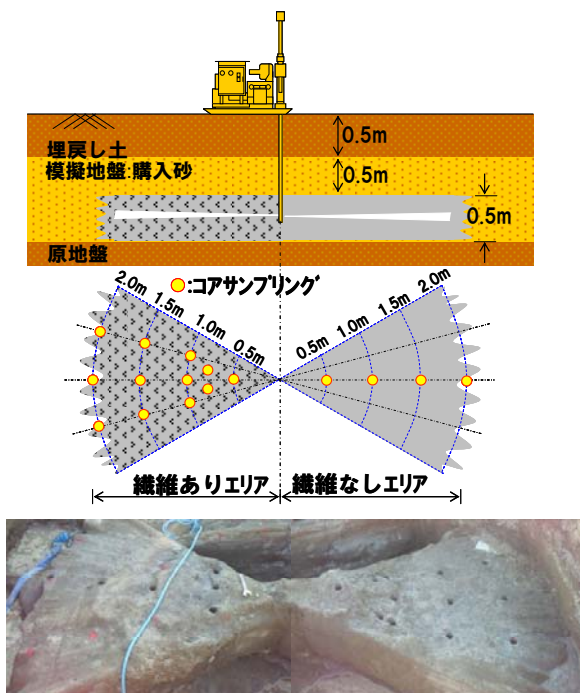 0.5m
埋戻し土
模擬地盤:購入砂
0.5m
0.5m
原地盤
:コアサンプリング
2.0m
1.5m
1.0m
0.5m
0.5m
1.0m
1.5m
2.0m
繊維ありエリア
繊維なしエリア